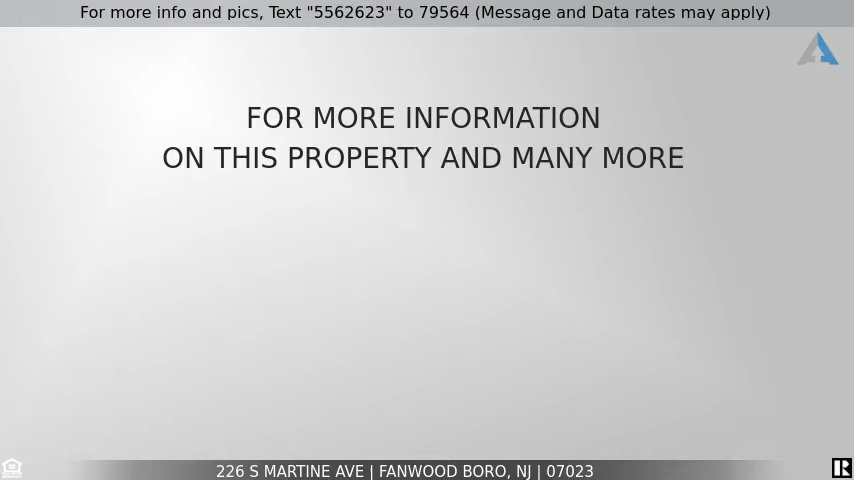 For more info and pics, Text "5562623" to 79564 (Message and Data rates may apply)
FOR MORE INFORMATION
ON THIS PROPERTY AND MANY MORE
226 S MARTINE AVE | FANWOOD BORO, NJ | 07023